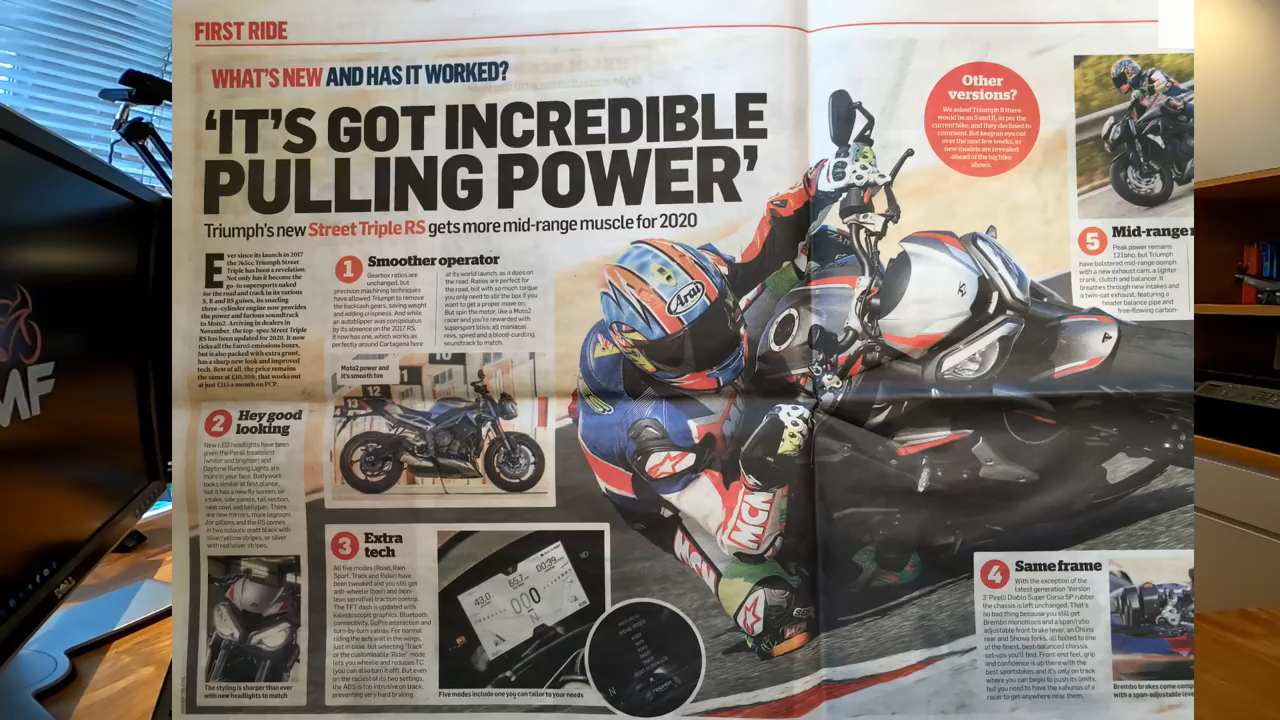 FIRST RIDE
WHAT'S NEW AND HAS IT WORKED?
'IT'S GOT INCREDIBLE
PULLING POWER'
Triumph's new Street Triple RS gets more mid-range muscle for 2020
Ever since its launch in 2017
the 765cc Triumph Street
Triple has been a revelation.
Not only has it become the
go-to supersports naked
for the road and track in its various
S, R and RS guises, its snarling
three-cylinder engine now provides
the power and furious soundtrack
to Moto2. Arriving in dealers in
November, the top-spec Street Triple
RS has been updated for 2020. It now
ticks all the Euro5 emissions boxes,
but is also packed with extra grunt,
has a sharp new look and improved
tech. Best of all, the price remains
the same at £10,300; that works out
at just £115 a month on PCP.
1 Smoother operator
Gearbox ratios are
unchanged, but
precision machining techniques
have allowed Triumph to remove
the backlash gears, saving weight
and adding crispness. And while
an autoblipper was conspicuous
by its absence on the 2017 RS,
it now has one, which works as
perfectly around Cartagena here
at its world launch, as it does on
the road. Ratios are perfect for
the road, but with so much torque
you only need to stir the box if you
want to get a proper move on.
But spin the motor, like a Moto2
racer and you're rewarded with
supersport bliss; all maniacal
revs, speed and a blood-curdling
soundtrack to match.
Moto2 power and
it's smooth too
12
13
2 Hey good
looking
New LED headlights have been
given the Persil treatment
(whiter and brighter) and
Daytime Running Lights are
more in your face. Bodywork
looks similar at first glance,
but it has a new fly screen, air
intake, side panels, tail section,
seat cowl and bellypan. There
are new mirrors, more legroom
for pillions and the RS comes
in two colours: matt black with
silver/yellow stripes, or silver
with red/silver stripes.
The styling is sharper than ever
with new headlights to match
3 Extra
tech
All five modes (Road, Rain
Sport, Track and Rider) have
been tweaked and you still get
anti-wheelie (boo!) and (non-
lean sensitive) traction control.
The TFT dash is updated with
kaleidoscopic graphics, Bluetooth
connectivity, GoPro interaction and
turn-by-turn satnav. For normal
riding the aids wait in the wings,
just in case, but selecting 'Track'
or the customisable 'Rider' mode
lets you wheelie and reduces TC
(you can also turn it off). But even
on the raciest of its two settings,
the ABS is too intrusive on track,
preventing very hard braking.
43.0
65.7
00:39
000
N
Five modes include one you can tailor to your needs
N
TRIUMPH
Arai
MCN
MCN
Other
versions?
We asked Triumph if there
would be an S and R, as per the
current bike, and they declined to
comment. But keep an eye out
over the next few weeks, as
new models are revealed
ahead of the big bike
shows.
5 Mid-range
Peak power remains
121bhp, but Triumph
have bolstered mid-range oomph
with a new exhaust cam, a lighter
crank, clutch and balancer. It
breathes through new intakes and
a twin-cat exhaust, featuring a
header balance pipe and
free-flowing carbon-
4 Same frame
With the exception of the
latest generation 'Version
3' Pirelli Diablo Super Corsa SP rubber,
the chassis is left unchanged. That's
no bad thing because you still get
Brembo monoblocs and a span/ratio
adjustable front brake lever, an Öhlins
rear and Showa forks, all bolted to one
of the finest, best-balanced chassis
set-ups you'll find. Front-end feel, grip
and confidence is up there with the
best sportsbikes and it's only on track
where you can begin to push its limits,
but you need to have the kahunas of a
racer to get anywhere near them.
Brembo brakes come
with a span-adjustable
MF
AOC